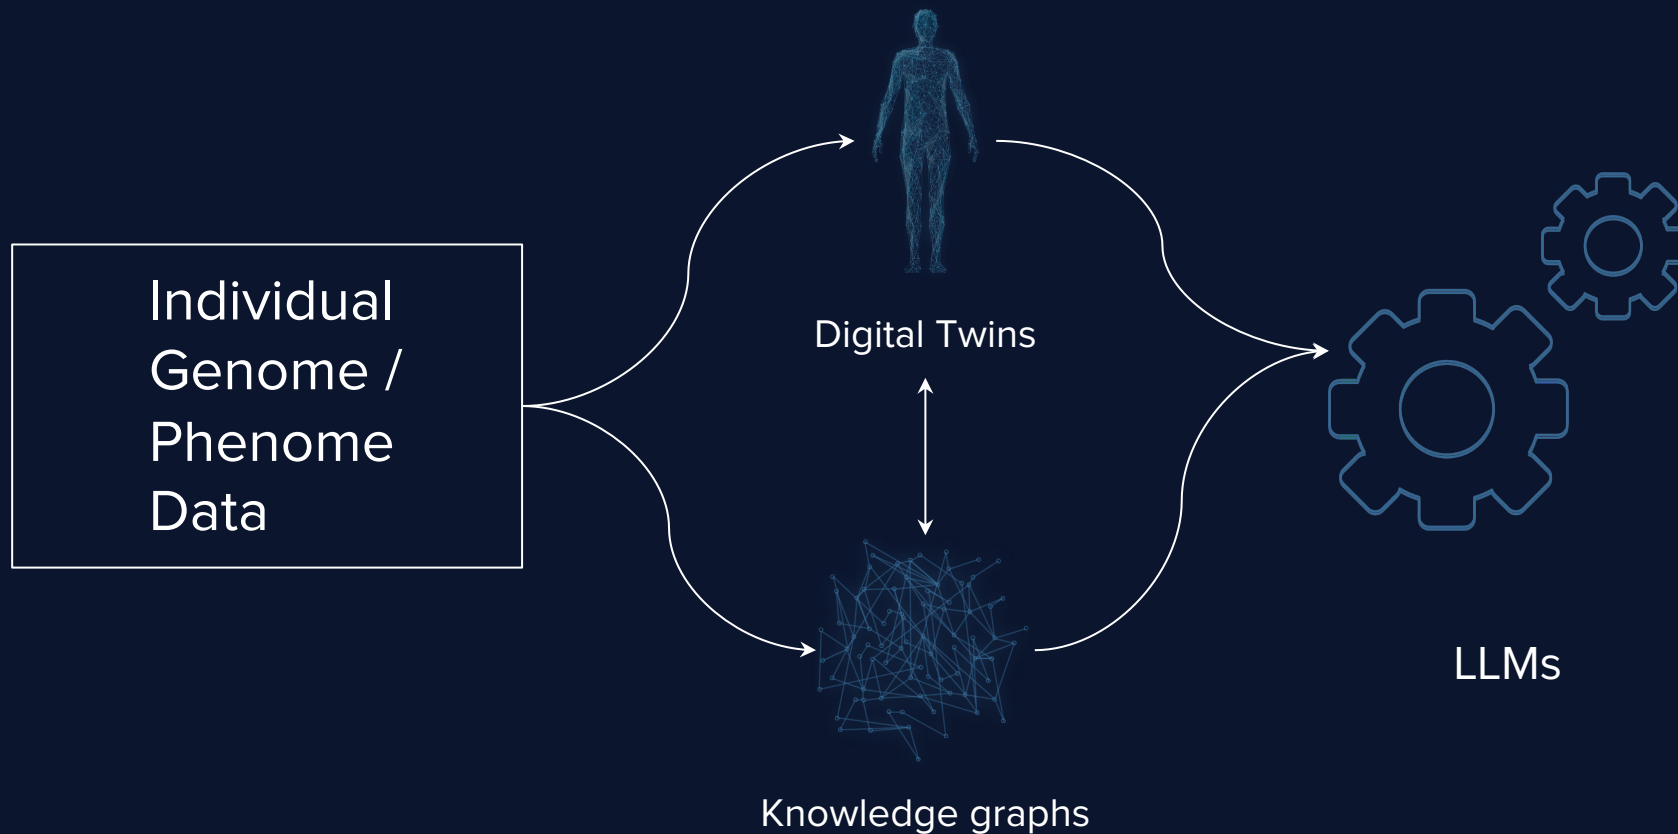 Individual
Genome /
Phenome
Data
Digital Twins
Knowledge graphs
LLMs